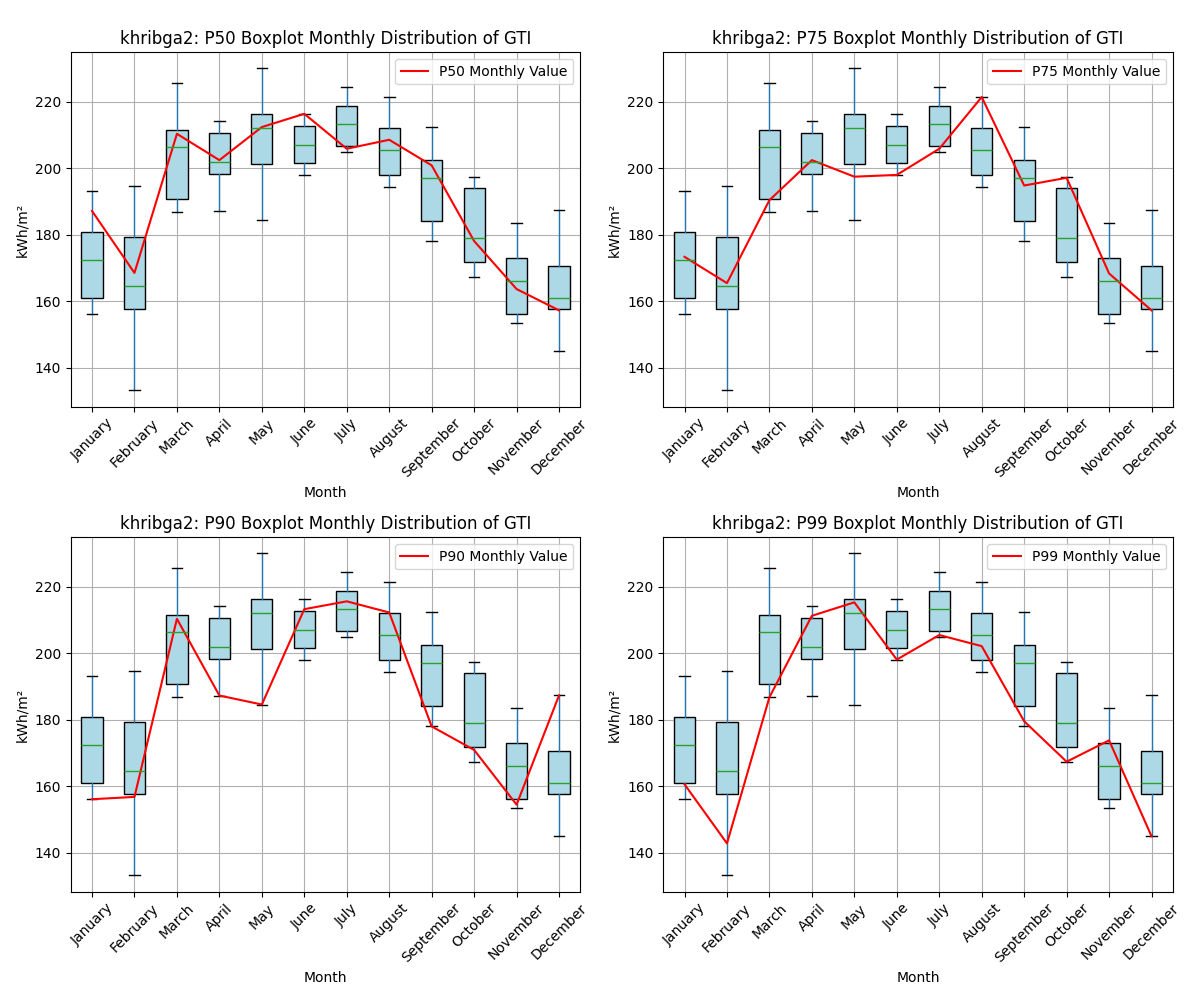 khribga2: P50 Boxplot Monthly Distribution of GTI
P50 Monthly Value
kWh/m²
220
200
180
160
140
January
February
March
April
May
June
July
August
September
October
November
December
Month
khribga2: P75 Boxplot Monthly Distribution of GTI
P75 Monthly Value
kWh/m²
220
200
180
160
140
January
February
March
April
May
June
July
August
September
October
November
December
Month
khribga2: P90 Boxplot Monthly Distribution of GTI
P90 Monthly Value
kWh/m²
220
200
180
160
140
January
February
March
April
May
June
July
August
September
October
November
December
Month
khribga2: P99 Boxplot Monthly Distribution of GTI
P99 Monthly Value
kWh/m²
220
200
180
160
140
January
February
March
April
May
June
July
August
September
October
November
December
Month